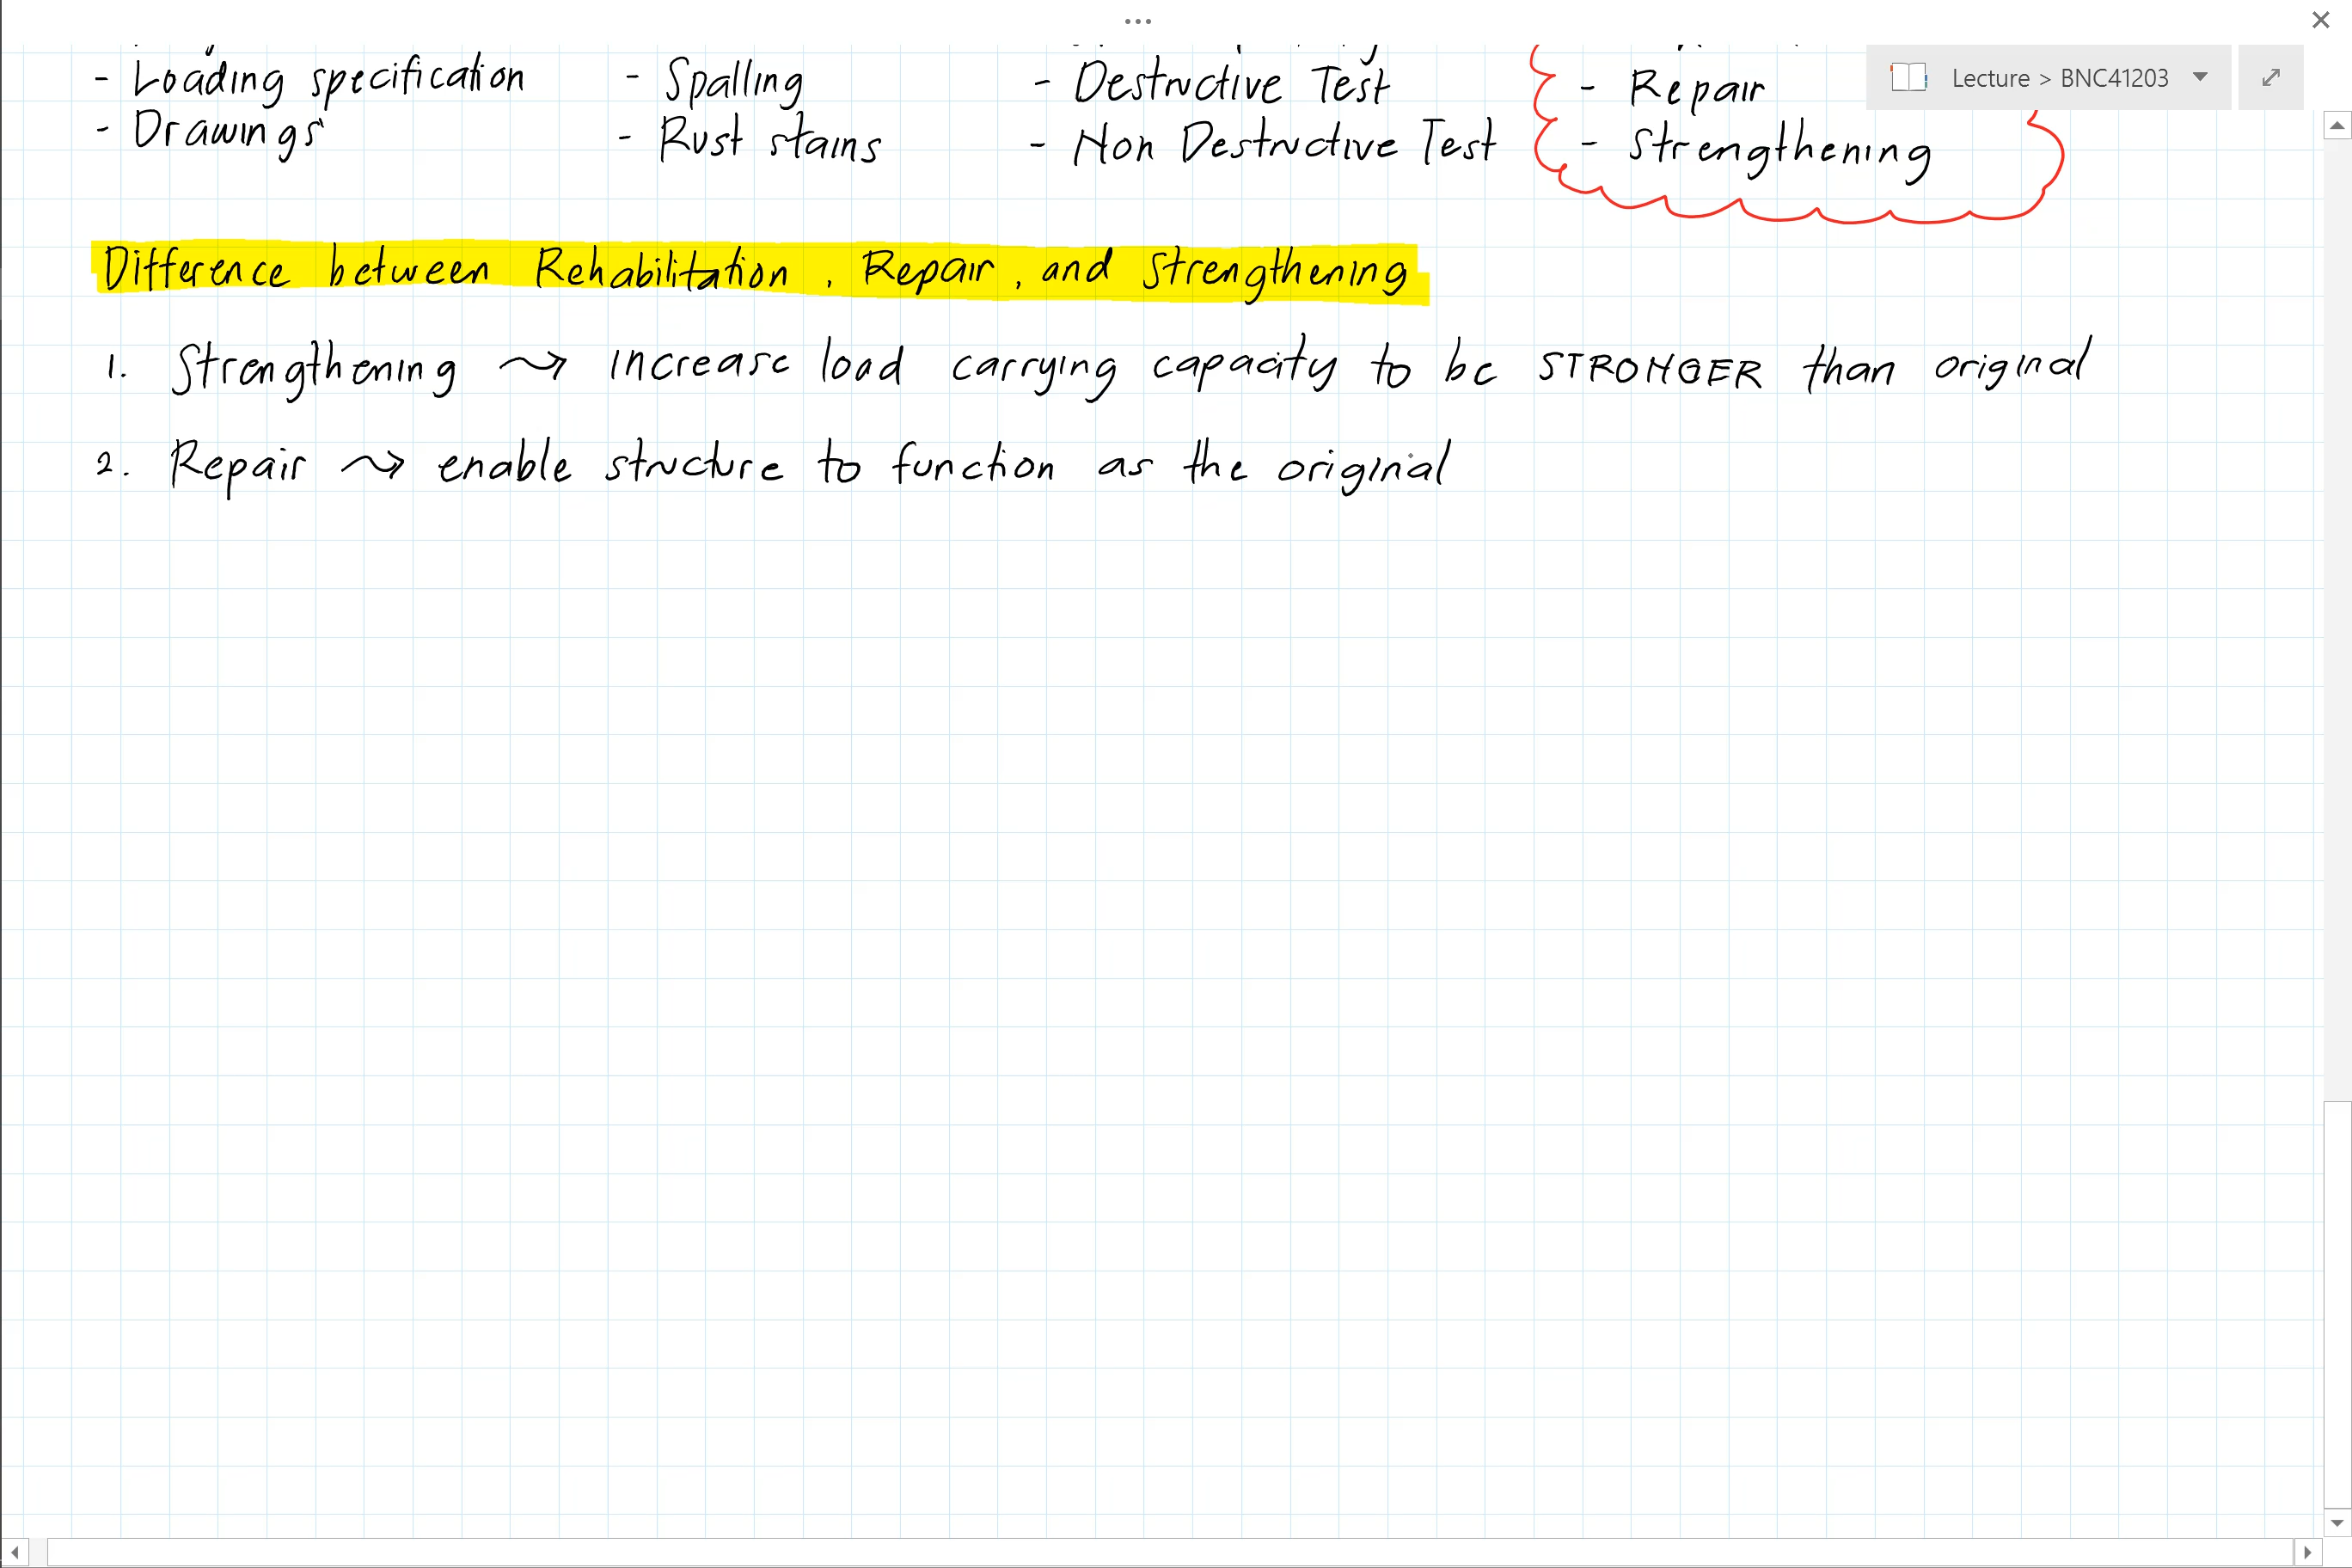 Lecture > BNC41203
- Loading specification - Spalling - Destructive Test - Repair
- Drawings - Rust stains - Non Destructive Test - Strengthening
Difference between Rehabilitation, Repair, and Strengthening
1. Strengthening ⤳ increase load carrying capacity to be STRONGER than original
2. Repair ⤳ enable structure to function as the original